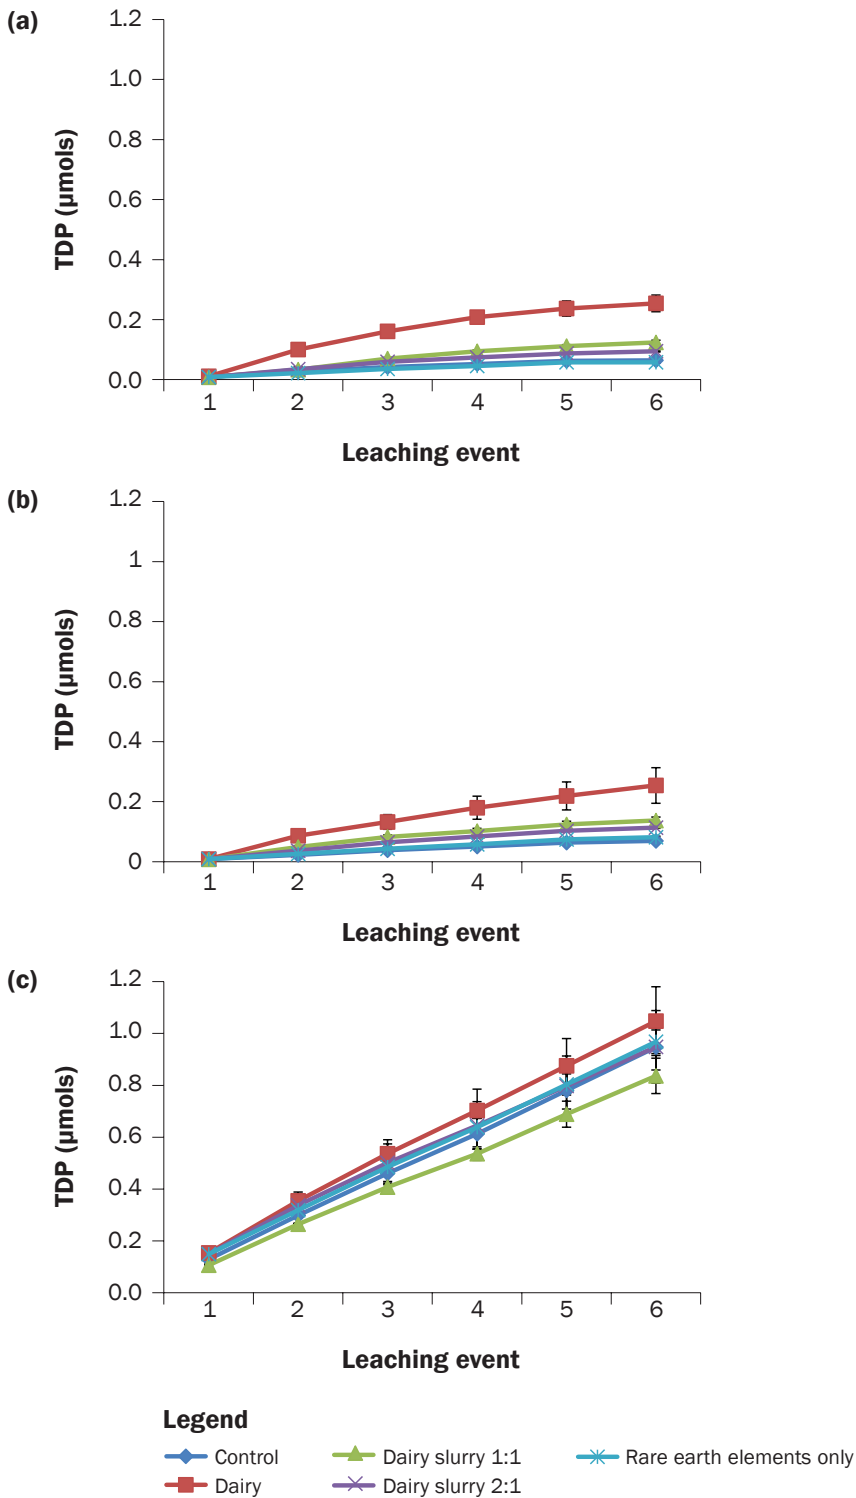 (a)
TDP (µmols)
1.2
1.0
0.8
0.6
0.4
0.2
0.0
1 2 3 4 5 6
Leaching event
(b)
TDP (µmols)
1.2
1
0.8
0.6
0.4
0.2
0
1 2 3 4 5 6
Leaching event
(c)
TDP (µmols)
1.2
1.0
0.8
0.6
0.4
0.2
0.0
1 2 3 4 5 6
Leaching event
Legend
Control Dairy slurry 1:1 Rare earth elements only
Dairy Dairy slurry 2:1